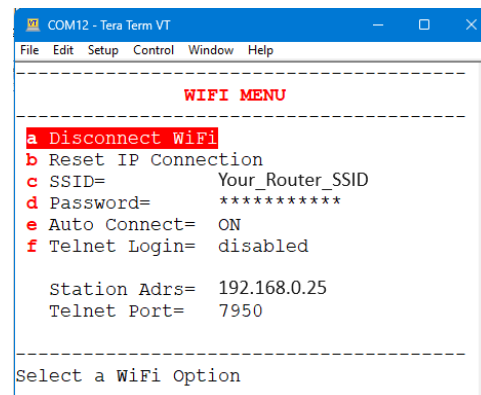 COM12 - Tera Term VT
File Edit Setup Control Window Help
----------------------------------------
WIFI MENU
----------------------------------------
a Disconnect WiFi
b Reset IP Connection
c SSID= Your_Router_SSID
d Password= ***********
e Auto Connect= ON
f Telnet Login= disabled
Station Adrs= 192.168.0.25
Telnet Port= 7950
----------------------------------------
Select a WiFi Option